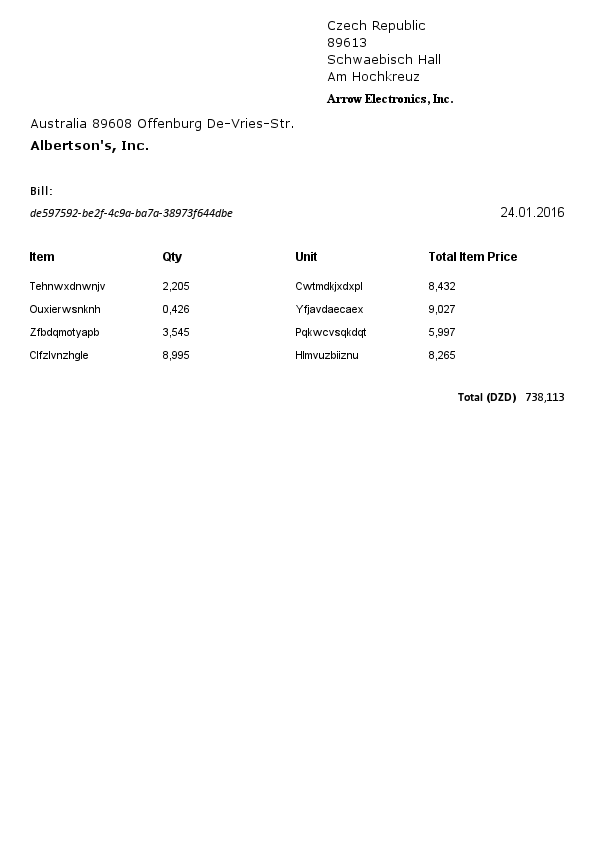 Czech Republic
89613
Schwaebisch Hall
Am Hochkreuz
Arrow Electronics, Inc.
Australia 89608 Offenburg De-Vries-Str.
Albertson's, Inc.
Bill:
de597592-be2f-4c9a-ba7a-38973f644dbe 24.01.2016
Item Qty Unit Total Item Price
Tehnwxdnwnjv 2,205 Cwtmdkjxdxpl 8,432
Ouxierwsnknh 0,426 Yfjavdaecaex 9,027
Zfbdqmotyapb 3,545 Pqkwcvsqkdqt 5,997
Clfzlvnzhgle 8,995 Hlmvuzbiiznu 8,265
Total (DZD) 738,113